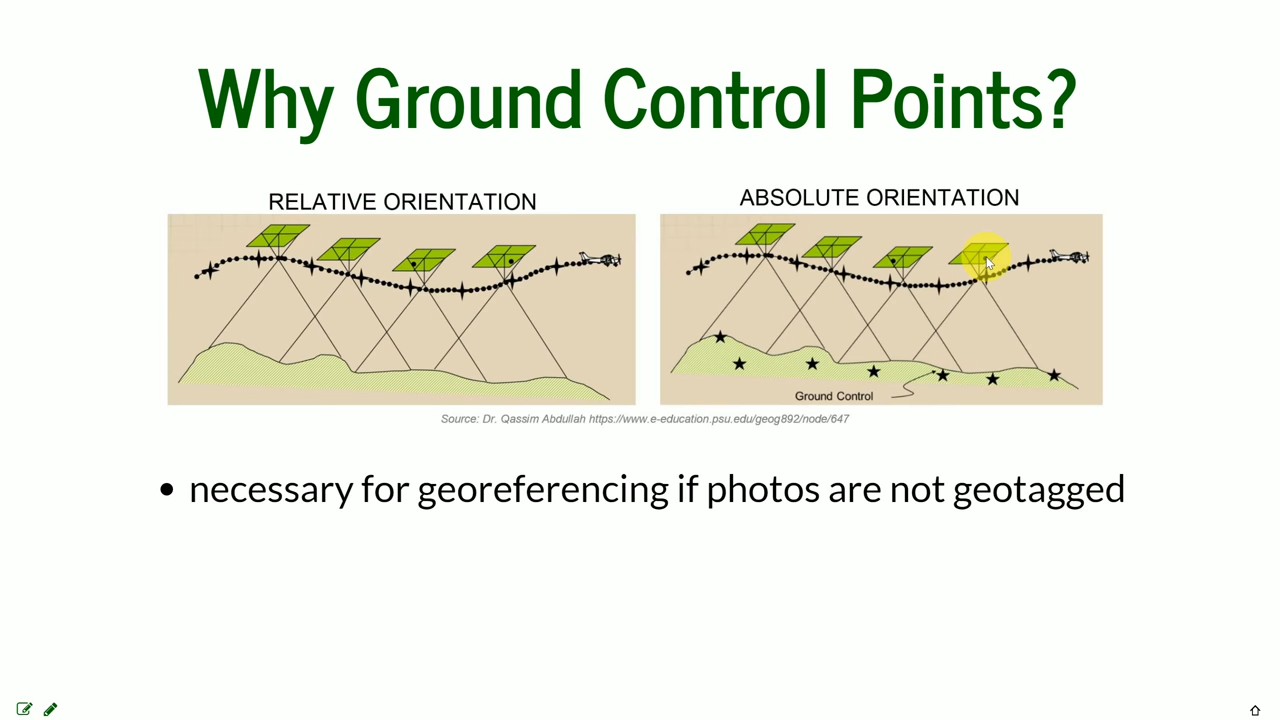 Why Ground Control Points?
RELATIVE ORIENTATION
ABSOLUTE ORIENTATION
Ground Control
Source: Dr. Qassim Abdullah https://www.e-education.psu.edu/geog892/node/647
• necessary for georeferencing if photos are not geotagged